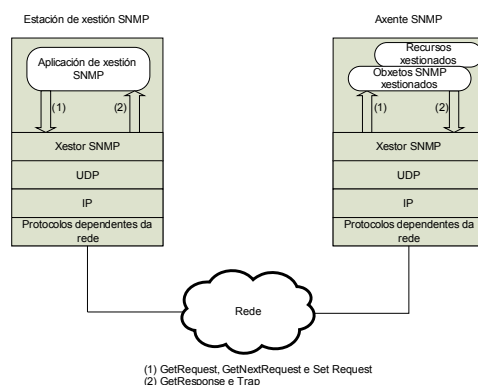 Estación de xestión SNMP
Axente SNMP
Aplicación de xestión
SNMP
Recursos
xestionados
Obxetos SNMP
xestionados
(1)
(2)
(1)
(2)
Xestor SNMP
UDP
IP
Protocolos dependentes da
rede
Xestor SNMP
UDP
IP
Protocolos dependentes da
rede
Rede
(1) GetRequest, GetNextRequest e Set Request
(2) GetResponse e Trap